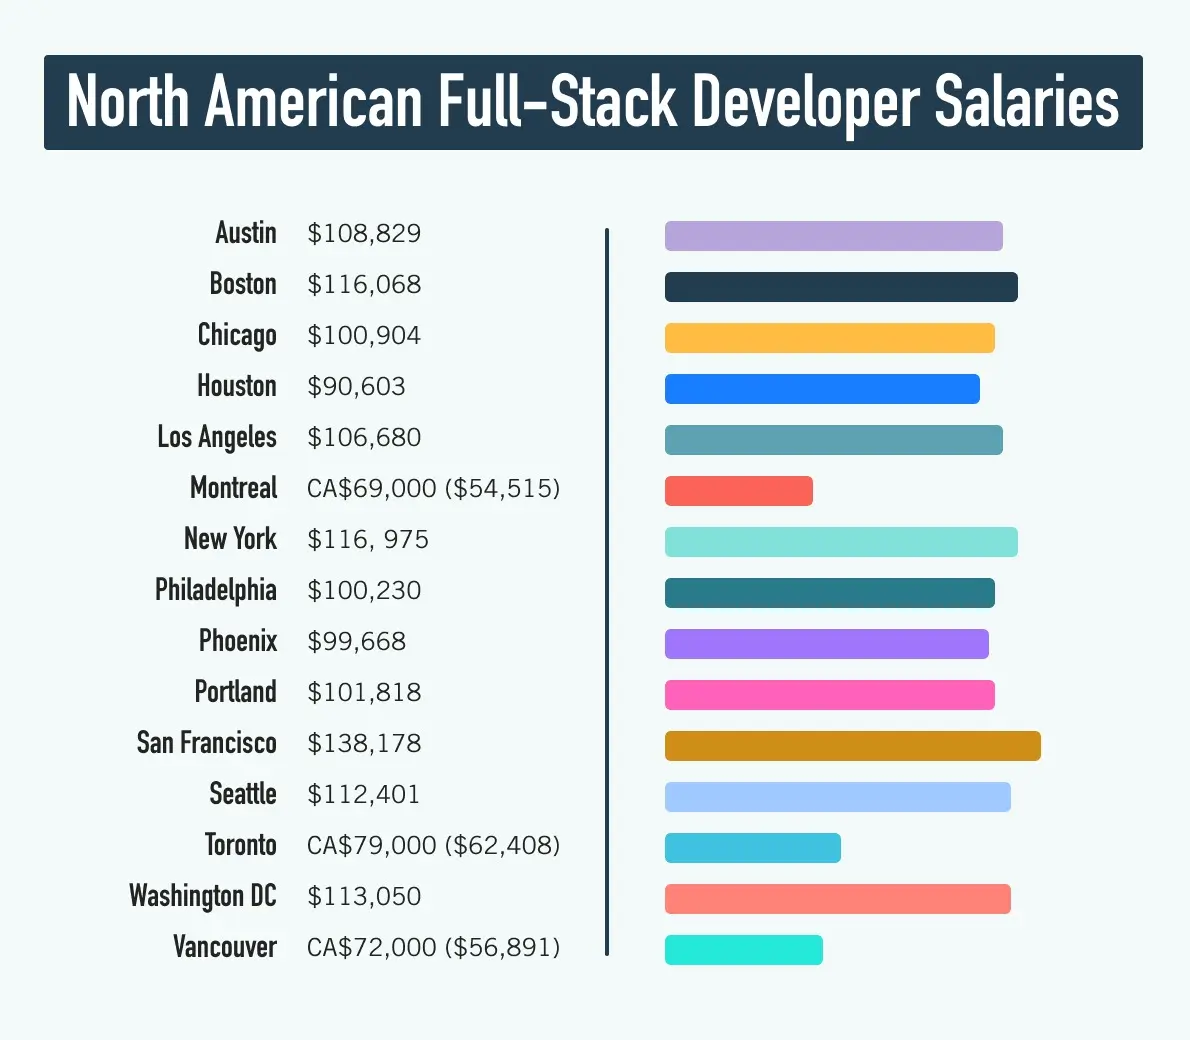 North American Full-Stack Developer Salaries
Austin $108,829
Boston $116,068
Chicago $100,904
Houston $90,603
Los Angeles $106,680
Montreal CA$69,000 ($54,515)
New York $116, 975
Philadelphia $100,230
Phoenix $99,668
Portland $101,818
San Francisco $138,178
Seattle $112,401
Toronto CA$79,000 ($62,408)
Washington DC $113,050
Vancouver CA$72,000 ($56,891)